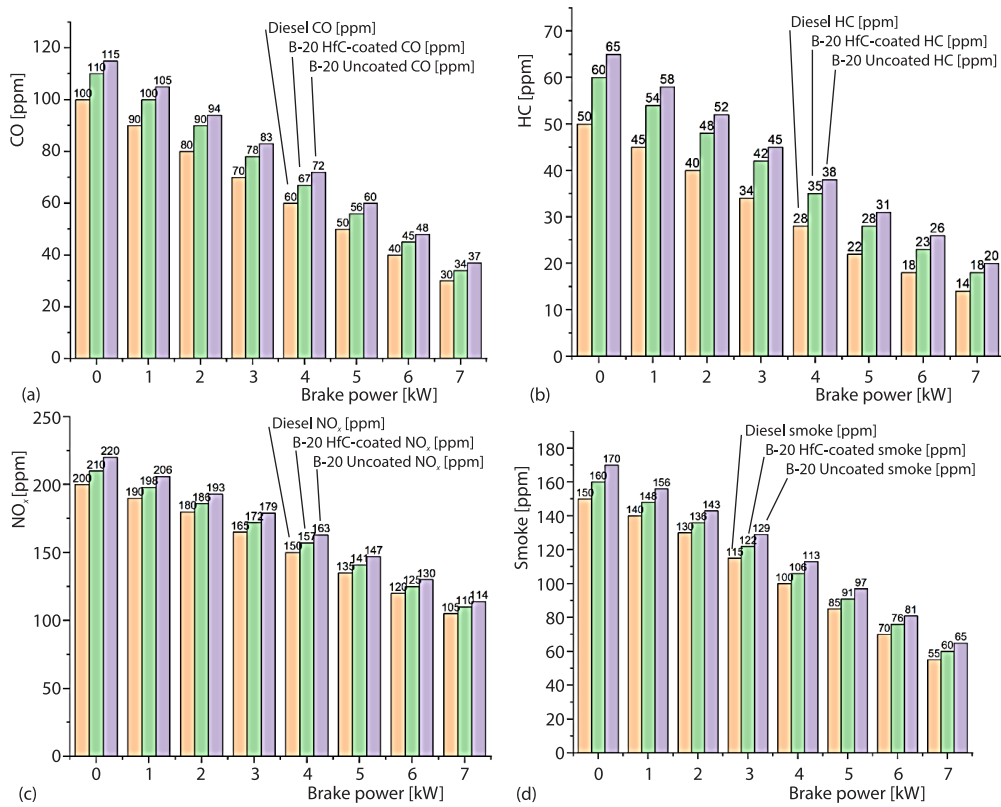 Diesel CO [ppm]
B-20 HfC-coated CO [ppm]
B-20 Uncoated CO [ppm]
CO [ppm]
120
100
80
60
40
20
0
100 110 115
90 100 105
80 90 94
70 78 83
60 67 72
50 56 60
40 45 48
30 34 37
0 1 2 3 4 5 6 7
(a)
Brake power [kW]
Diesel HC [ppm]
B-20 HfC-coated HC [ppm]
B-20 Uncoated HC [ppm]
HC [ppm]
70
60
50
40
30
20
10
0
50 60 65
45 54 58
40 48 52
34 42 45
28 35 38
22 28 31
18 23 26
14 18 20
0 1 2 3 4 5 6 7
(b)
Brake power [kW]
Diesel NOx [ppm]
B-20 HfC-coated NOx [ppm]
B-20 Uncoated NOx [ppm]
NOx [ppm]
250
200
150
100
50
0
200 210 220
190 198 206
180 186 193
165 172 179
150 157 163
135 141 147
120 125 130
105 110 114
0 1 2 3 4 5 6 7
(c)
Brake power [kW]
Diesel smoke [ppm]
B-20 HfC-coated smoke [ppm]
B-20 Uncoated smoke [ppm]
Smoke [ppm]
180
160
140
120
100
80
60
40
20
0
150 160 170
140 148 156
130 136 143
115 122 129
100 106 113
85 91 97
70 76 81
55 60 65
0 1 2 3 4 5 6 7
(d)
Brake power [kW]